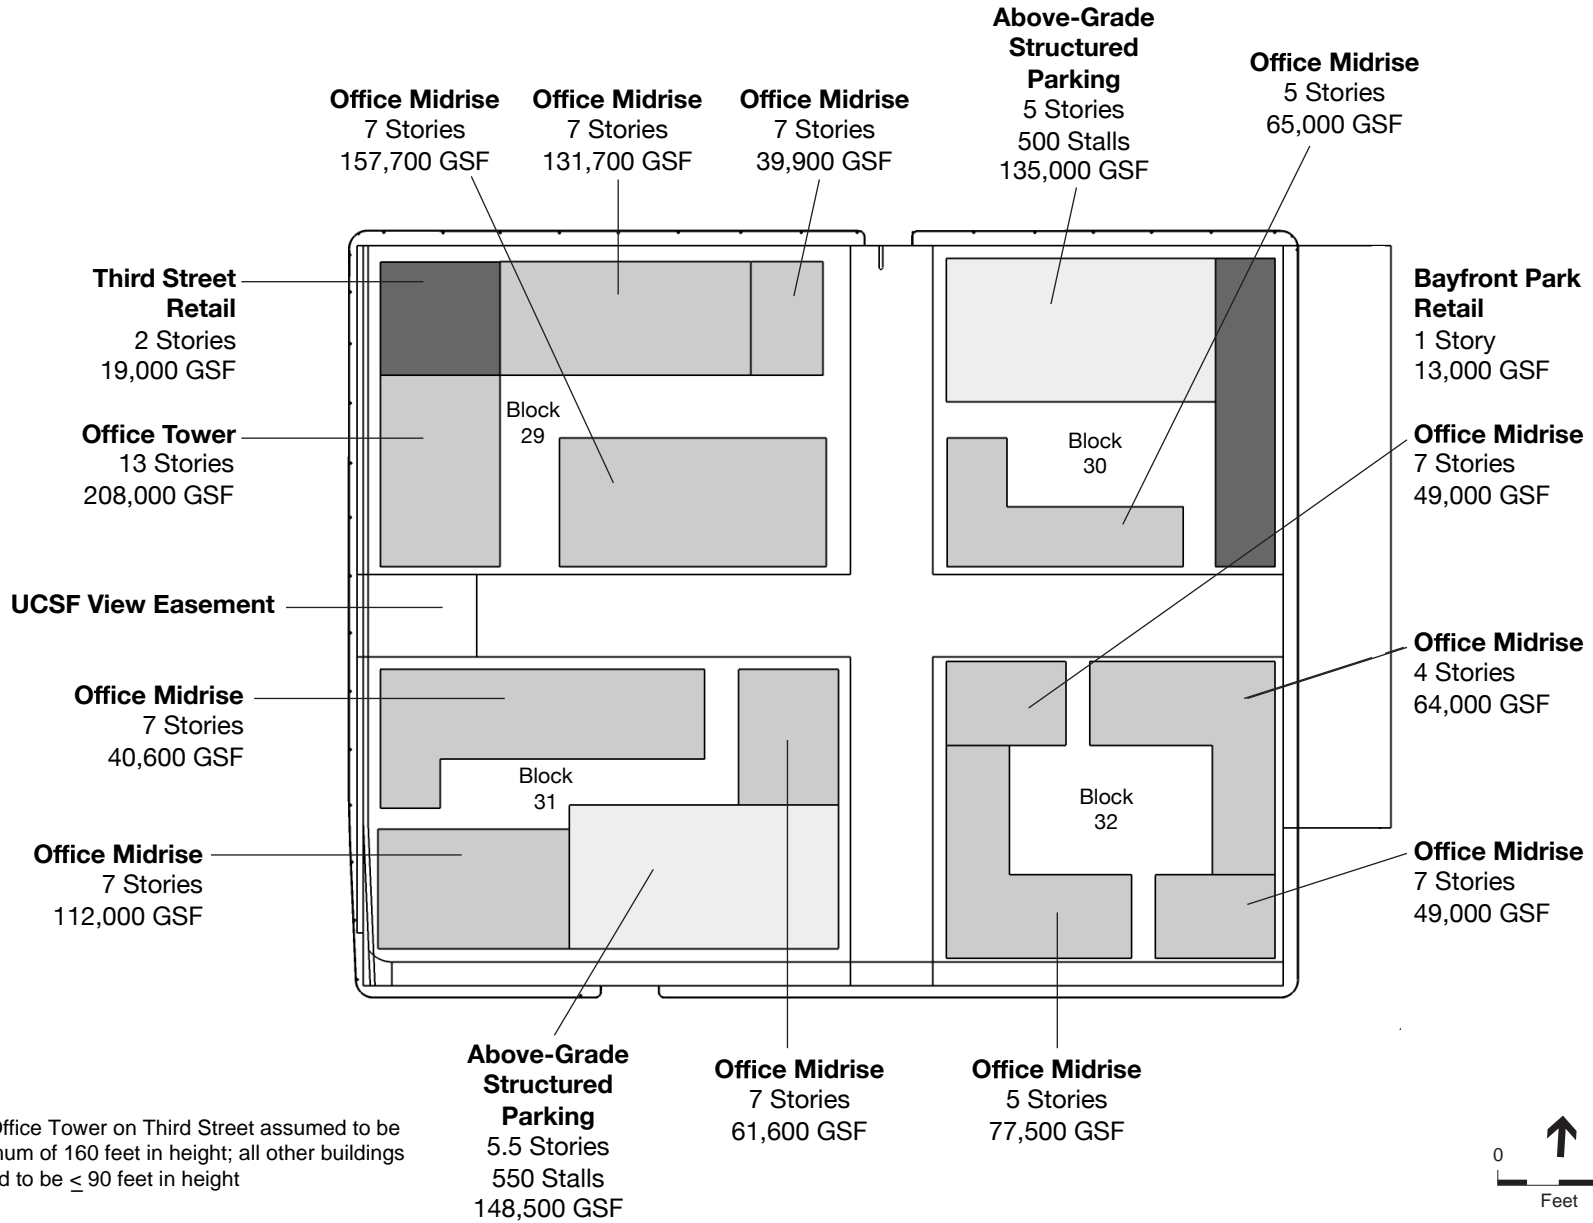 Above-Grade
Structured
Parking
5 Stories
500 Stalls
135,000 GSF
Office Midrise
5 Stories
65,000 GSF
Office Midrise
7 Stories
157,700 GSF
Office Midrise
7 Stories
131,700 GSF
Office Midrise
7 Stories
39,900 GSF
Third Street
Retail
2 Stories
19,000 GSF
Office Tower
13 Stories
208,000 GSF
UCSF View Easement
Office Midrise
7 Stories
40,600 GSF
Office Midrise
7 Stories
112,000 GSF
Block
29
Block
30
Block
31
Block
32
Bayfront Park
Retail
1 Story
13,000 GSF
Office Midrise
7 Stories
49,000 GSF
Office Midrise
4 Stories
64,000 GSF
Office Midrise
7 Stories
49,000 GSF
Above-Grade
Structured
Parking
5.5 Stories
550 Stalls
148,500 GSF
Office Midrise
7 Stories
61,600 GSF
Office Midrise
5 Stories
77,500 GSF
Office Tower on Third Street assumed to be
of 160 feet in height; all other buildings
to be ≤ 90 feet in height
0
Feet